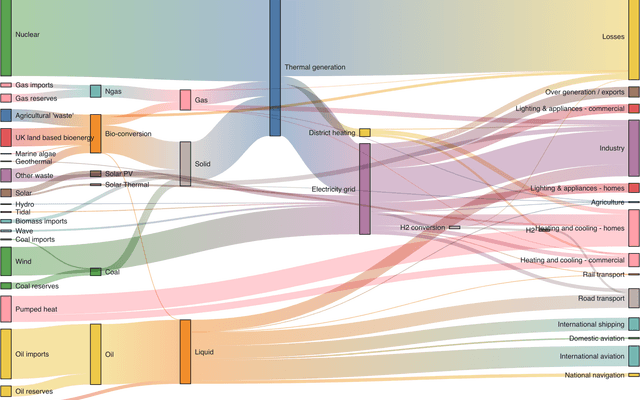 Nuclear
Losses
Thermal generation
Gas imports
Ngas
Over generation / exports
Gas reserves
Gas
Lighting & appliances - commercial
Agricultural 'waste'
UK land based bioenergy
Bio-conversion
District heating
Industry
Marine algae
Geothermal
Solid
Other waste
Solar PV
Solar Thermal
Electricity grid
Lighting & appliances - homes
Solar
Hydro
Agriculture
Tidal
Biomass imports
Wave
H2 conversion
H2
Heating and cooling - homes
Coal imports
Wind
Heating and cooling - commercial
Coal
Rail transport
Coal reserves
Road transport
Pumped heat
International shipping
Domestic aviation
Oil imports
Oil
Liquid
International aviation
National navigation
Oil reserves